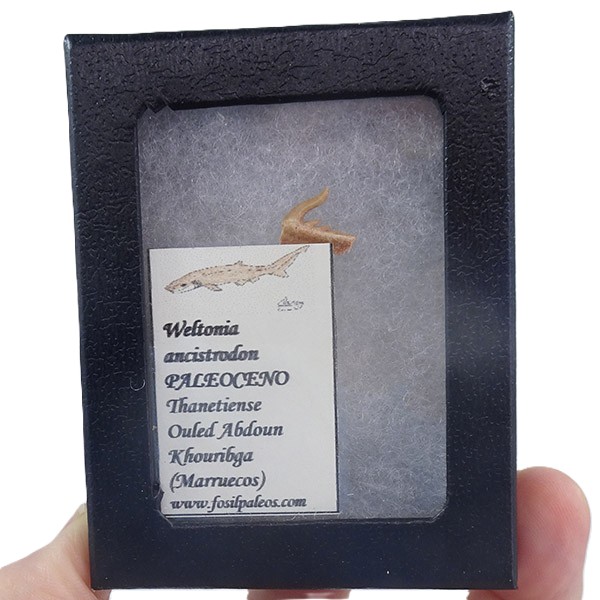 Weltonia
ancistrodon
PALEOCENO
Thanetiense
Ouled Abdoun
Khouribga
(Marruecos)
www.fosilpaleos.com